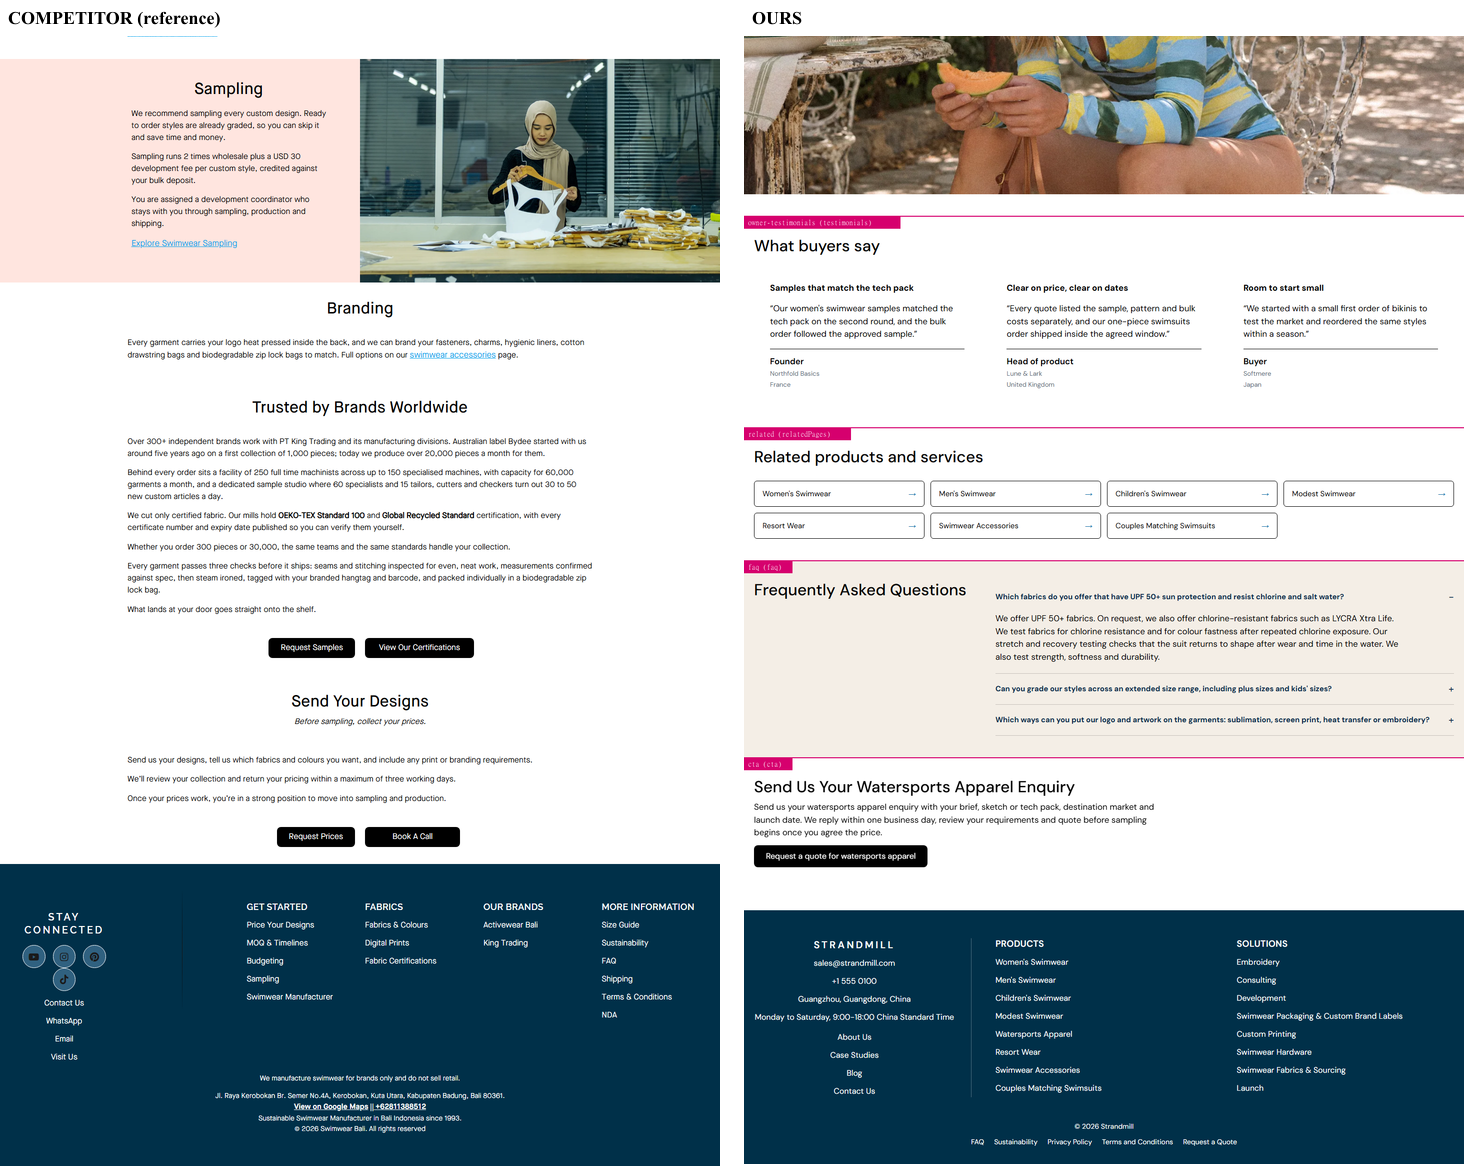 COMPETITOR (reference)
Sampling
We recommend sampling every custom design. Ready
to order styles are already graded, so you can skip it
and save time and money.
Sampling runs 2 times wholesale plus a USD 30
development fee per custom style, credited against
your bulk deposit.
You are assigned a development coordinator who
stays with you through sampling, production and
shipping.
Explore Swimwear Sampling
Branding
Every garment carries your logo heat pressed inside the back, and we can brand your fasteners, charms, hygienic liners, cotton
drawstring bags and biodegradable zip lock bags to match. Full options on our swimwear accessories page.
Trusted by Brands Worldwide
Over 300+ independent brands work with PT King Trading and its manufacturing divisions. Australian label Bydee started with us
around five years ago on a first collection of 1,000 pieces; today we produce over 20,000 pieces a month for them.
Behind every order sits a facility of 250 full time machinists across up to 150 specialised machines, with capacity for 60,000
garments a month, and a dedicated sample studio where 60 specialists and 15 tailors, cutters and checkers turn out 30 to 50
new custom articles a day.
We cut only certified fabric. Our mills hold OEKO-TEX Standard 100 and Global Recycled Standard certification, with every
certificate number and expiry date published so you can verify them yourself.
Whether you order 300 pieces or 30,000, the same teams and the same standards handle your collection.
Every garment passes three checks before it ships: seams and stitching inspected for even, neat work, measurements confirmed
against spec, then steam ironed, tagged with your branded hangtag and barcode, and packed individually in a biodegradable zip
lock bag.
What lands at your door goes straight onto the shelf.
Request Samples
View Our Certifications
Send Your Designs
Before sampling, collect your prices.
Send us your designs, tell us which fabrics and colours you want, and include any print or branding requirements.
We'll review your collection and return your pricing within a maximum of three working days.
Once your prices work, you're in a strong position to move into sampling and production.
Request Prices
Book A Call
STAY
CONNECTED
Contact Us
WhatsApp
Email
Visit Us
GET STARTED
Price Your Designs
MOQ & Timelines
Budgeting
Sampling
Swimwear Manufacturer
FABRICS
Fabrics & Colours
Digital Prints
Fabric Certifications
OUR BRANDS
Activewear Bali
King Trading
MORE INFORMATION
Size Guide
Sustainability
FAQ
Shipping
Terms & Conditions
NDA
We manufacture swimwear for brands only and do not sell retail.
Jl. Raya Kerobokan Br. Semer No.4A, Kerobokan, Kuta Utara, Kabupaten Badung, Bali 80361.
View on Google Maps || +62811388512
Sustainable Swimwear Manufacturer in Bali Indonesia since 1993.
© 2026 Swimwear Bali. All rights reserved
OURS
owner-testimonials (testimonials)
What buyers say
Samples that match the tech pack
“Our women's swimwear samples matched the
tech pack on the second round, and the bulk
order followed the approved sample.”
Founder
Northfold Basics
France
Clear on price, clear on dates
“Every quote listed the sample, pattern and bulk
costs separately, and our one-piece swimsuits
order shipped inside the agreed window.”
Head of product
Lune & Lark
United Kingdom
Room to start small
“We started with a small first order of bikinis to
test the market and reordered the same styles
within a season.”
Buyer
Softmere
Japan
related (relatedPages)
Related products and services
Women's Swimwear →
Men's Swimwear →
Children's Swimwear →
Modest Swimwear →
Resort Wear →
Swimwear Accessories →
Couples Matching Swimsuits →
faq (faq)
Frequently Asked Questions
Which fabrics do you offer that have UPF 50+ sun protection and resist chlorine and salt water? −
We offer UPF 50+ fabrics. On request, we also offer chlorine-resistant fabrics such as LYCRA Xtra Life.
We test fabrics for chlorine resistance and for colour fastness after repeated chlorine exposure. Our
stretch and recovery testing checks that the suit returns to shape after wear and time in the water. We
also test strength, softness and durability.
Can you grade our styles across an extended size range, including plus sizes and kids' sizes? +
Which ways can you put our logo and artwork on the garments: sublimation, screen print, heat transfer or embroidery? +
cta (cta)
Send Us Your Watersports Apparel Enquiry
Send us your watersports apparel enquiry with your brief, sketch or tech pack, destination market and
launch date. We reply within one business day, review your requirements and quote before sampling
begins once you agree the price.
Request a quote for watersports apparel
STRANDMILL
sales@strandmill.com
+1 555 0100
Guangzhou, Guangdong, China
Monday to Saturday, 9:00-18:00 China Standard Time
About Us
Case Studies
Blog
Contact Us
PRODUCTS
Women's Swimwear
Men's Swimwear
Children's Swimwear
Modest Swimwear
Watersports Apparel
Resort Wear
Swimwear Accessories
Couples Matching Swimsuits
SOLUTIONS
Embroidery
Consulting
Development
Swimwear Packaging & Custom Brand Labels
Custom Printing
Swimwear Hardware
Swimwear Fabrics & Sourcing
Launch
© 2026 Strandmill
FAQ Sustainability Privacy Policy Terms and Conditions Request a Quote